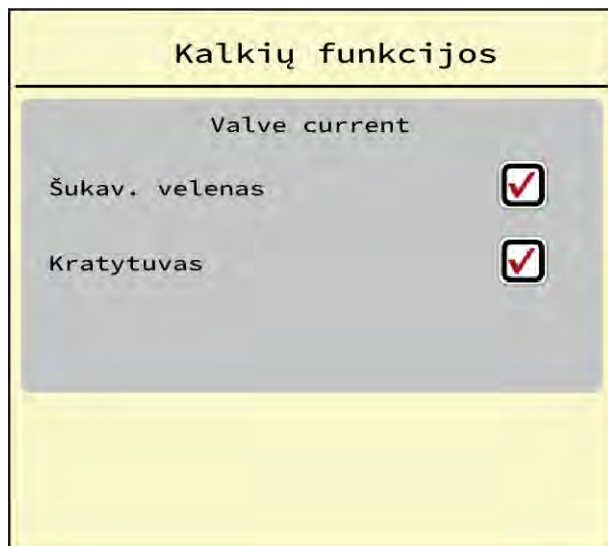 Kalkių funkcijos
Valve current
Šukav. velenas
Kratytuvas